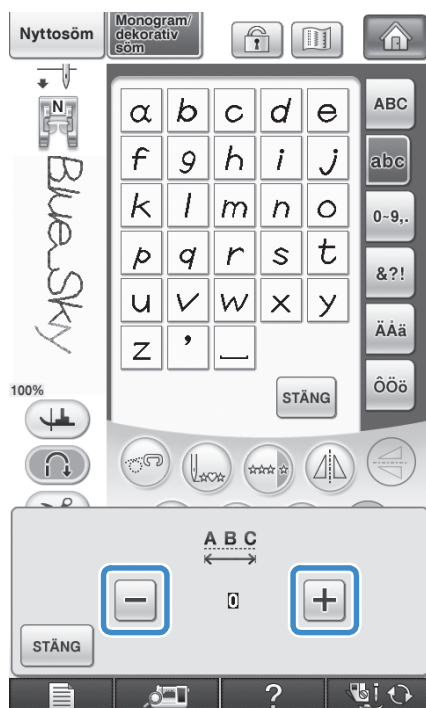 Nyttosöm
Monogram/
dekorativ
söm
N
Blue_Sky
a b c d e
f g h i j
k l m n o
p q r s t
u v w x y
z ' _
ABC
abc
0~9,.
&?!
ÄÅä
ÔÖö
STÄNG
100%
A B C
− 0 +
STÄNG
?